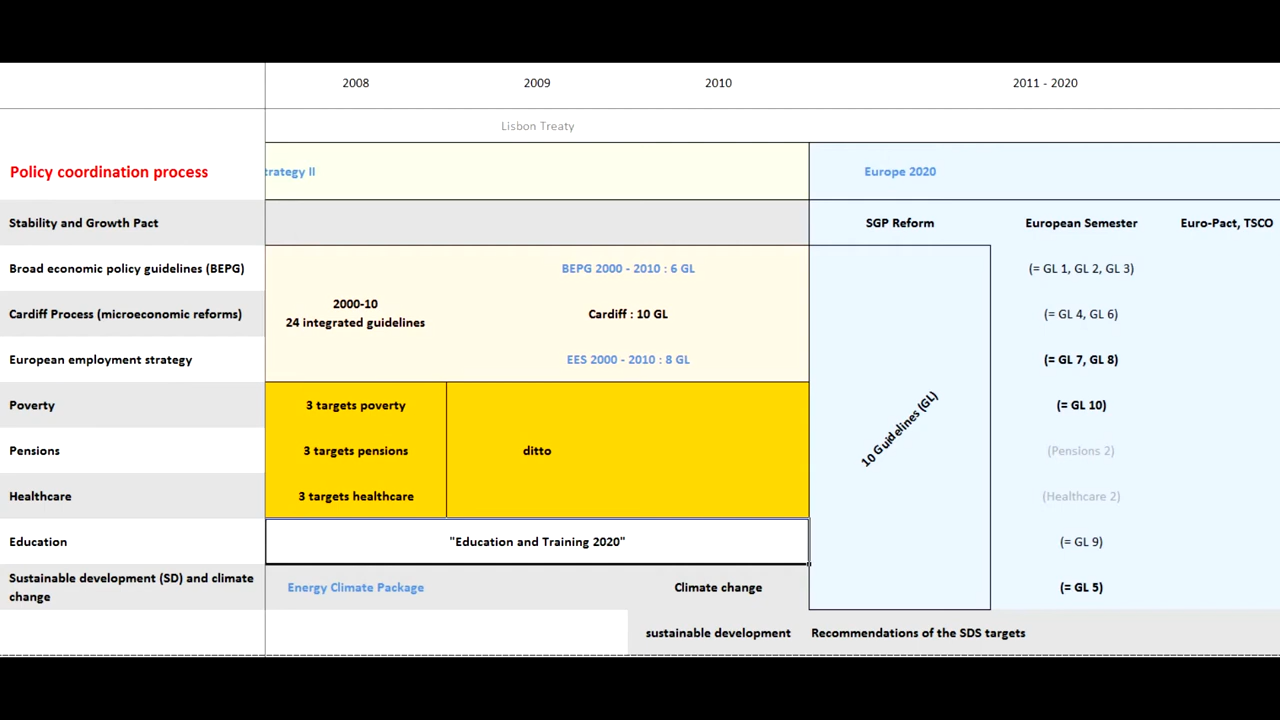 2008 2009 2010 2011 - 2020
Lisbon Treaty
Policy coordination process trategy II Europe 2020
Stability and Growth Pact SGP Reform European Semester Euro-Pact, TSCO
Broad economic policy guidelines (BEPG) BEPG 2000 - 2010 : 6 GL (= GL 1, GL 2, GL 3)
2000-10
Cardiff Process (microeconomic reforms) Cardiff : 10 GL (= GL 4, GL 6)
24 integrated guidelines
European employment strategy EES 2000 - 2010 : 8 GL (= GL 7, GL 8)
Poverty 3 targets poverty (= GL 10)
10 Guidelines (GL)
Pensions 3 targets pensions ditto (Pensions 2)
Healthcare 3 targets healthcare (Healthcare 2)
Education "Education and Training 2020" (= GL 9)
Sustainable development (SD) and climate
change
Energy Climate Package Climate change (= GL 5)
sustainable development Recommendations of the SDS targets